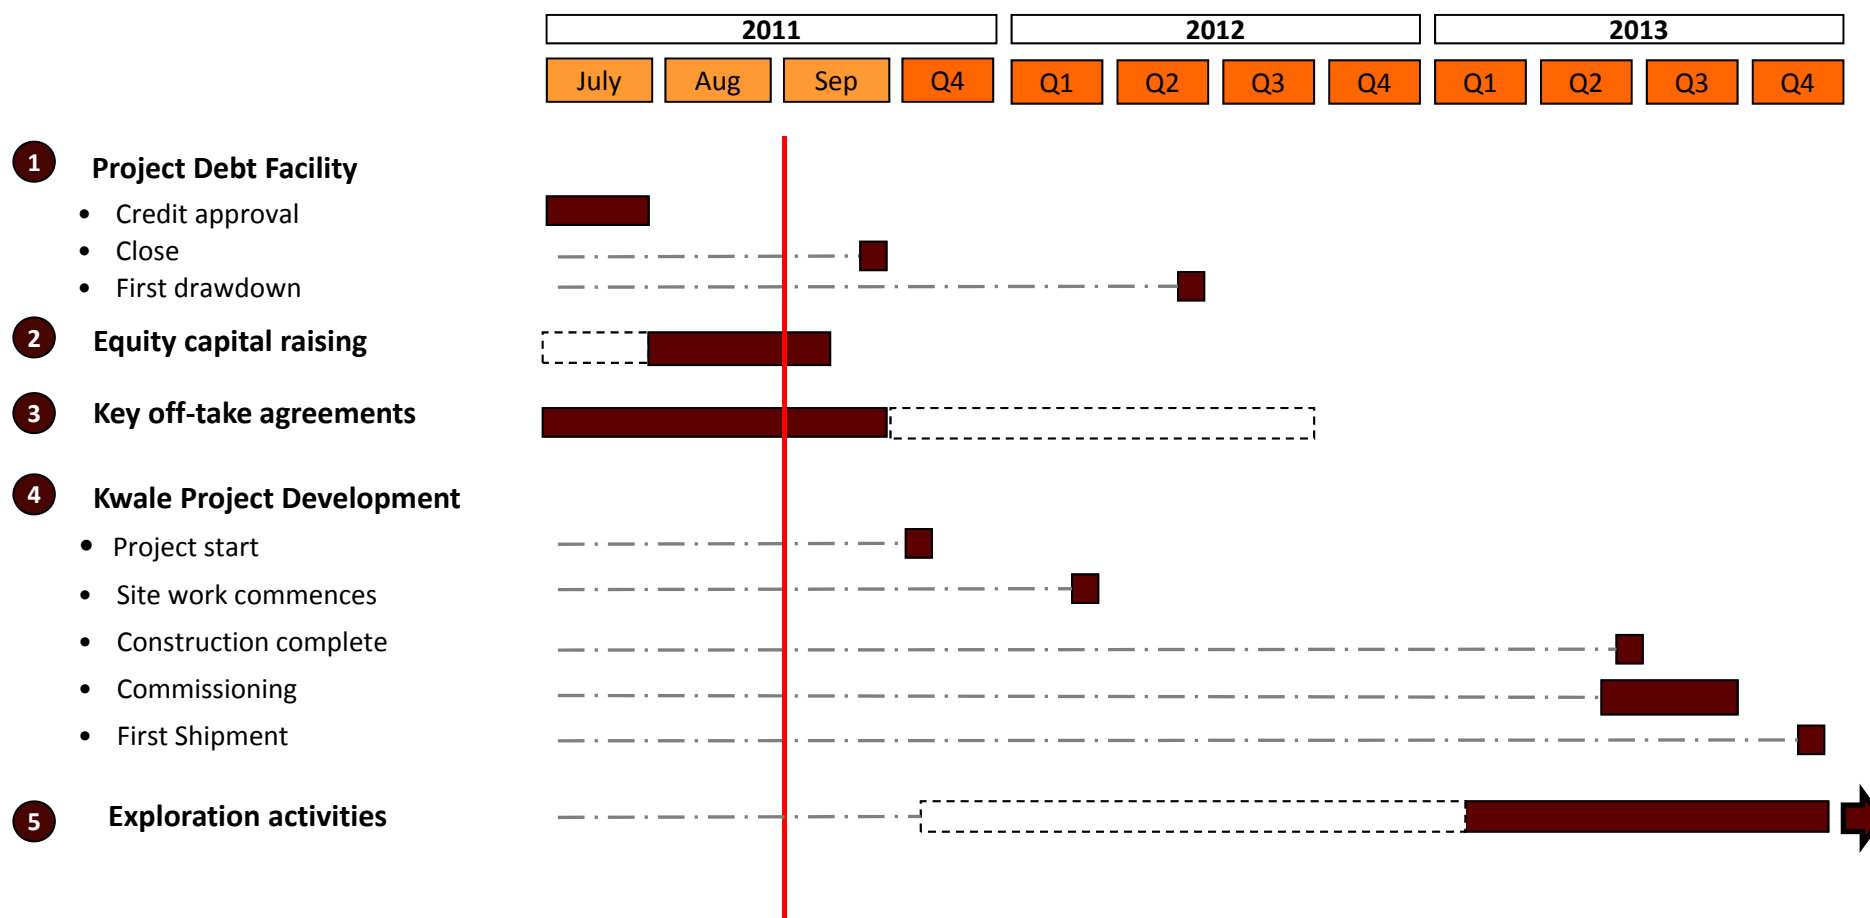 2011 2012 2013
July Aug Sep Q4 Q1 Q2 Q3 Q4 Q1 Q2 Q3 Q4
1 Project Debt Facility
• Credit approval
• Close
• First drawdown
2 Equity capital raising
3 Key off-take agreements
4 Kwale Project Development
• Project start
• Site work commences
• Construction complete
• Commissioning
• First Shipment
5 Exploration activities